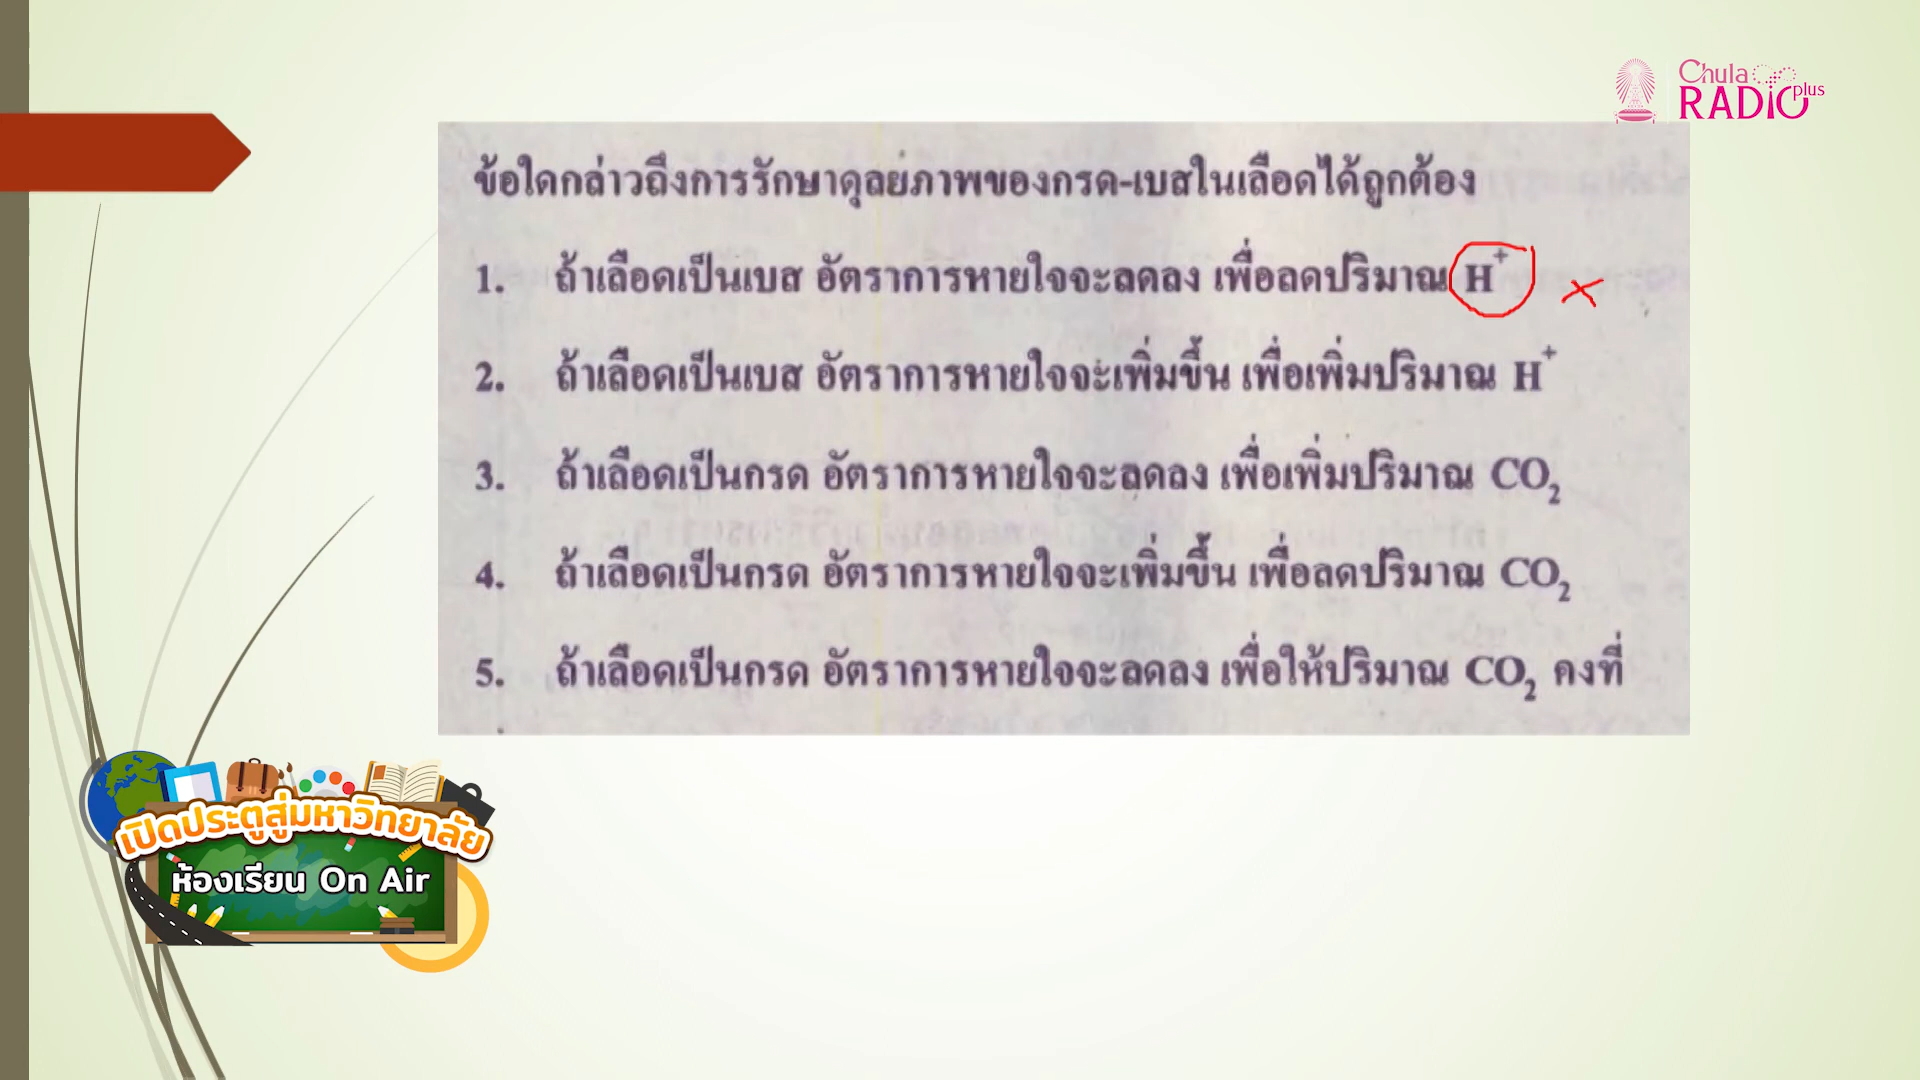 Chula
RADIO plus
ข้อใดกล่าวถึงการรักษาดุลยภาพของกรด-เบสในเลือดได้ถูกต้อง
1. ถ้าเลือดเป็นเบส อัตราการหายใจจะลดลง เพื่อลดปริมาณ H⁺
2. ถ้าเลือดเป็นเบส อัตราการหายใจจะเพิ่มขึ้น เพื่อเพิ่มปริมาณ H⁺
3. ถ้าเลือดเป็นกรด อัตราการหายใจจะลดลง เพื่อเพิ่มปริมาณ CO₂
4. ถ้าเลือดเป็นกรด อัตราการหายใจจะเพิ่มขึ้น เพื่อลดปริมาณ CO₂
5. ถ้าเลือดเป็นกรด อัตราการหายใจจะลดลง เพื่อให้ปริมาณ CO₂ คงที่
เปิดประตูสู่มหาวิทยาลัย
ห้องเรียน On Air